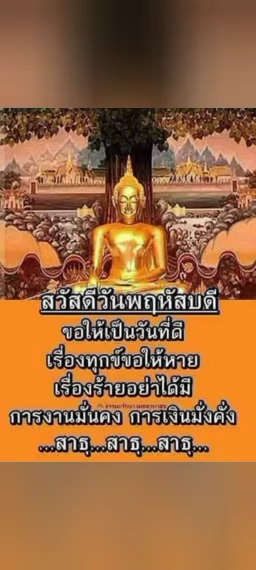 สวัสดีวันพฤหัสบดี
ขอให้เป็นวันที่ดี
เรื่องทุกข์ขอให้หาย
เรื่องร้ายอย่าได้มี
การงานมั่นคง การเงินมั่งคั่ง
...สาธุ...สาธุ...สาธุ...